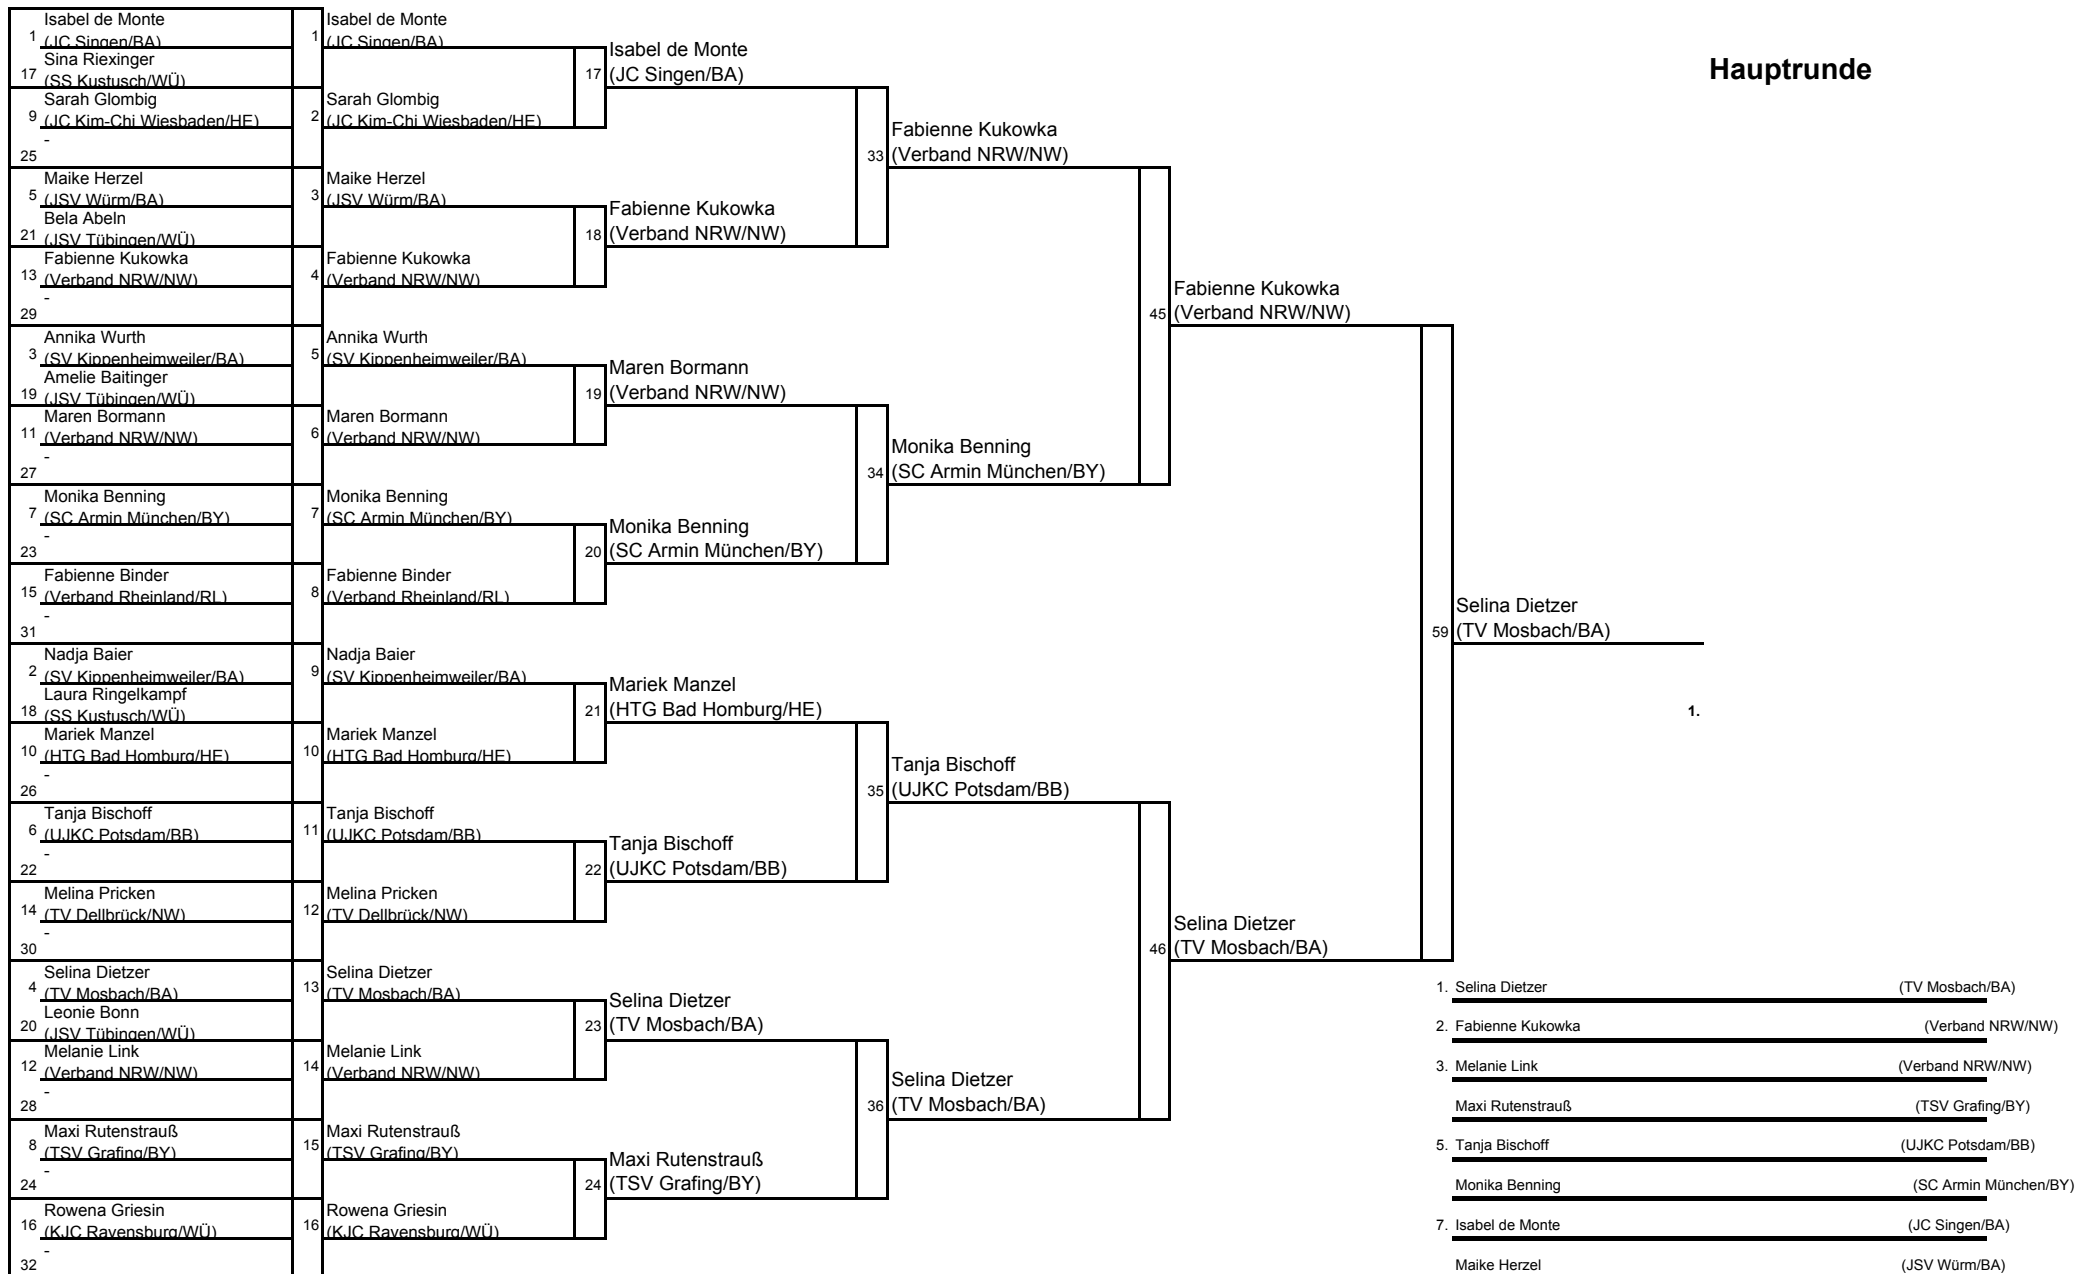 Hauptrunde
1 Isabel de Monte
(JC Singen/BA)
17 Sina Riexinger
(SS Kustusch/WÜ)
9 Sarah Glombig
(JC Kim-Chi Wiesbaden/HE)
25 -
5 Maike Herzel
(JSV Würm/BA)
21 Bela Abeln
(JSV Tübingen/WÜ)
13 Fabienne Kukowka
(Verband NRW/NW)
29 -
3 Annika Wurth
(SV Kippenheimweiler/BA)
19 Amelie Baitinger
(JSV Tübingen/WÜ)
11 Maren Bormann
(Verband NRW/NW)
27 -
7 Monika Benning
(SC Armin München/BY)
23 -
15 Fabienne Binder
(Verband Rheinland/RL)
31 -
2 Nadja Baier
(SV Kippenheimweiler/BA)
18 Laura Ringelkampf
(SS Kustusch/WÜ)
10 Mariek Manzel
(HTG Bad Homburg/HE)
26 -
6 Tanja Bischoff
(UJKC Potsdam/BB)
22 -
14 Melina Pricken
(TV Dellbrück/NW)
30 -
4 Selina Dietzer
(TV Mosbach/BA)
20 Leonie Bonn
(JSV Tübingen/WÜ)
12 Melanie Link
(Verband NRW/NW)
28 -
8 Maxi Rutenstrauß
(TSV Grafing/BY)
24 -
16 Rowena Griesin
(KJC Ravensburg/WÜ)
32 -
1 Isabel de Monte
(JC Singen/BA)
2 Sarah Glombig
(JC Kim-Chi Wiesbaden/HE)
3 Maike Herzel
(JSV Würm/BA)
4 Fabienne Kukowka
(Verband NRW/NW)
5 Annika Wurth
(SV Kippenheimweiler/BA)
6 Maren Bormann
(Verband NRW/NW)
7 Monika Benning
(SC Armin München/BY)
8 Fabienne Binder
(Verband Rheinland/RL)
9 Nadja Baier
(SV Kippenheimweiler/BA)
10 Mariek Manzel
(HTG Bad Homburg/HE)
11 Tanja Bischoff
(UJKC Potsdam/BB)
12 Melina Pricken
(TV Dellbrück/NW)
13 Selina Dietzer
(TV Mosbach/BA)
14 Melanie Link
(Verband NRW/NW)
15 Maxi Rutenstrauß
(TSV Grafing/BY)
16 Rowena Griesin
(KJC Ravensburg/WÜ)
Isabel de Monte
17 (JC Singen/BA)
Fabienne Kukowka
18 (Verband NRW/NW)
Maren Bormann
19 (Verband NRW/NW)
Monika Benning
20 (SC Armin München/BY)
Mariek Manzel
21 (HTG Bad Homburg/HE)
Tanja Bischoff
22 (UJKC Potsdam/BB)
Selina Dietzer
23 (TV Mosbach/BA)
Maxi Rutenstrauß
24 (TSV Grafing/BY)
Fabienne Kukowka
33 (Verband NRW/NW)
Monika Benning
34 (SC Armin München/BY)
Tanja Bischoff
35 (UJKC Potsdam/BB)
Selina Dietzer
36 (TV Mosbach/BA)
Fabienne Kukowka
45 (Verband NRW/NW)
Selina Dietzer
46 (TV Mosbach/BA)
Selina Dietzer
59 (TV Mosbach/BA)
1.
1. Selina Dietzer (TV Mosbach/BA)
2. Fabienne Kukowka (Verband NRW/NW)
3. Melanie Link (Verband NRW/NW)
Maxi Rutenstrauß (TSV Grafing/BY)
5. Tanja Bischoff (UJKC Potsdam/BB)
Monika Benning (SC Armin München/BY)
7. Isabel de Monte (JC Singen/BA)
Maike Herzel (JSV Würm/BA)